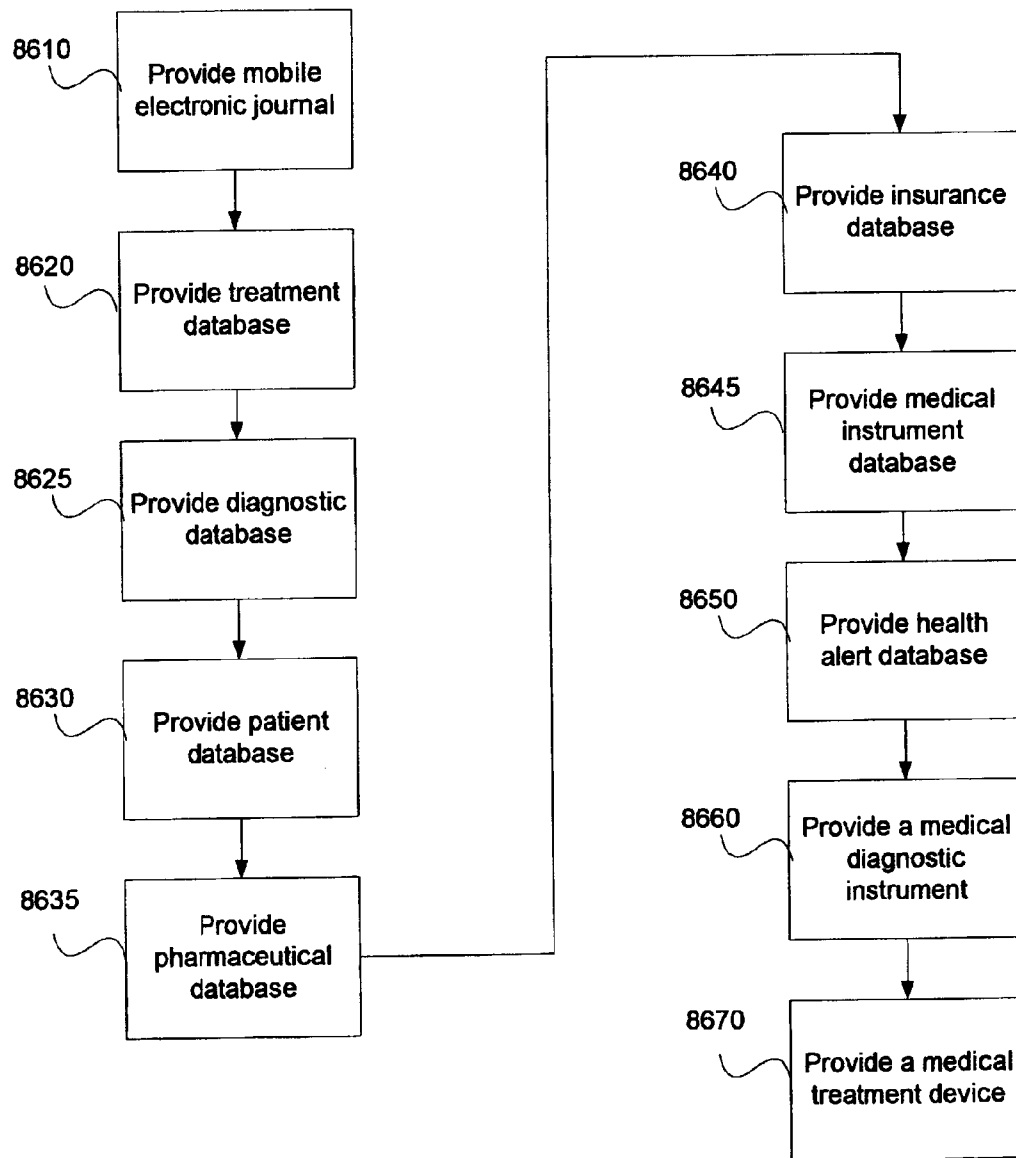 8610
Provide mobile
electronic journal
8620
Provide treatment
database
8625
Provide diagnostic
database
8630
Provide patient
database
8635
Provide
pharmaceutical
database
8640
Provide insurance
database
8645
Provide medical
instrument
database
8650
Provide health
alert database
8660
Provide a medical
diagnostic
instrument
8670
Provide a medical
treatment device